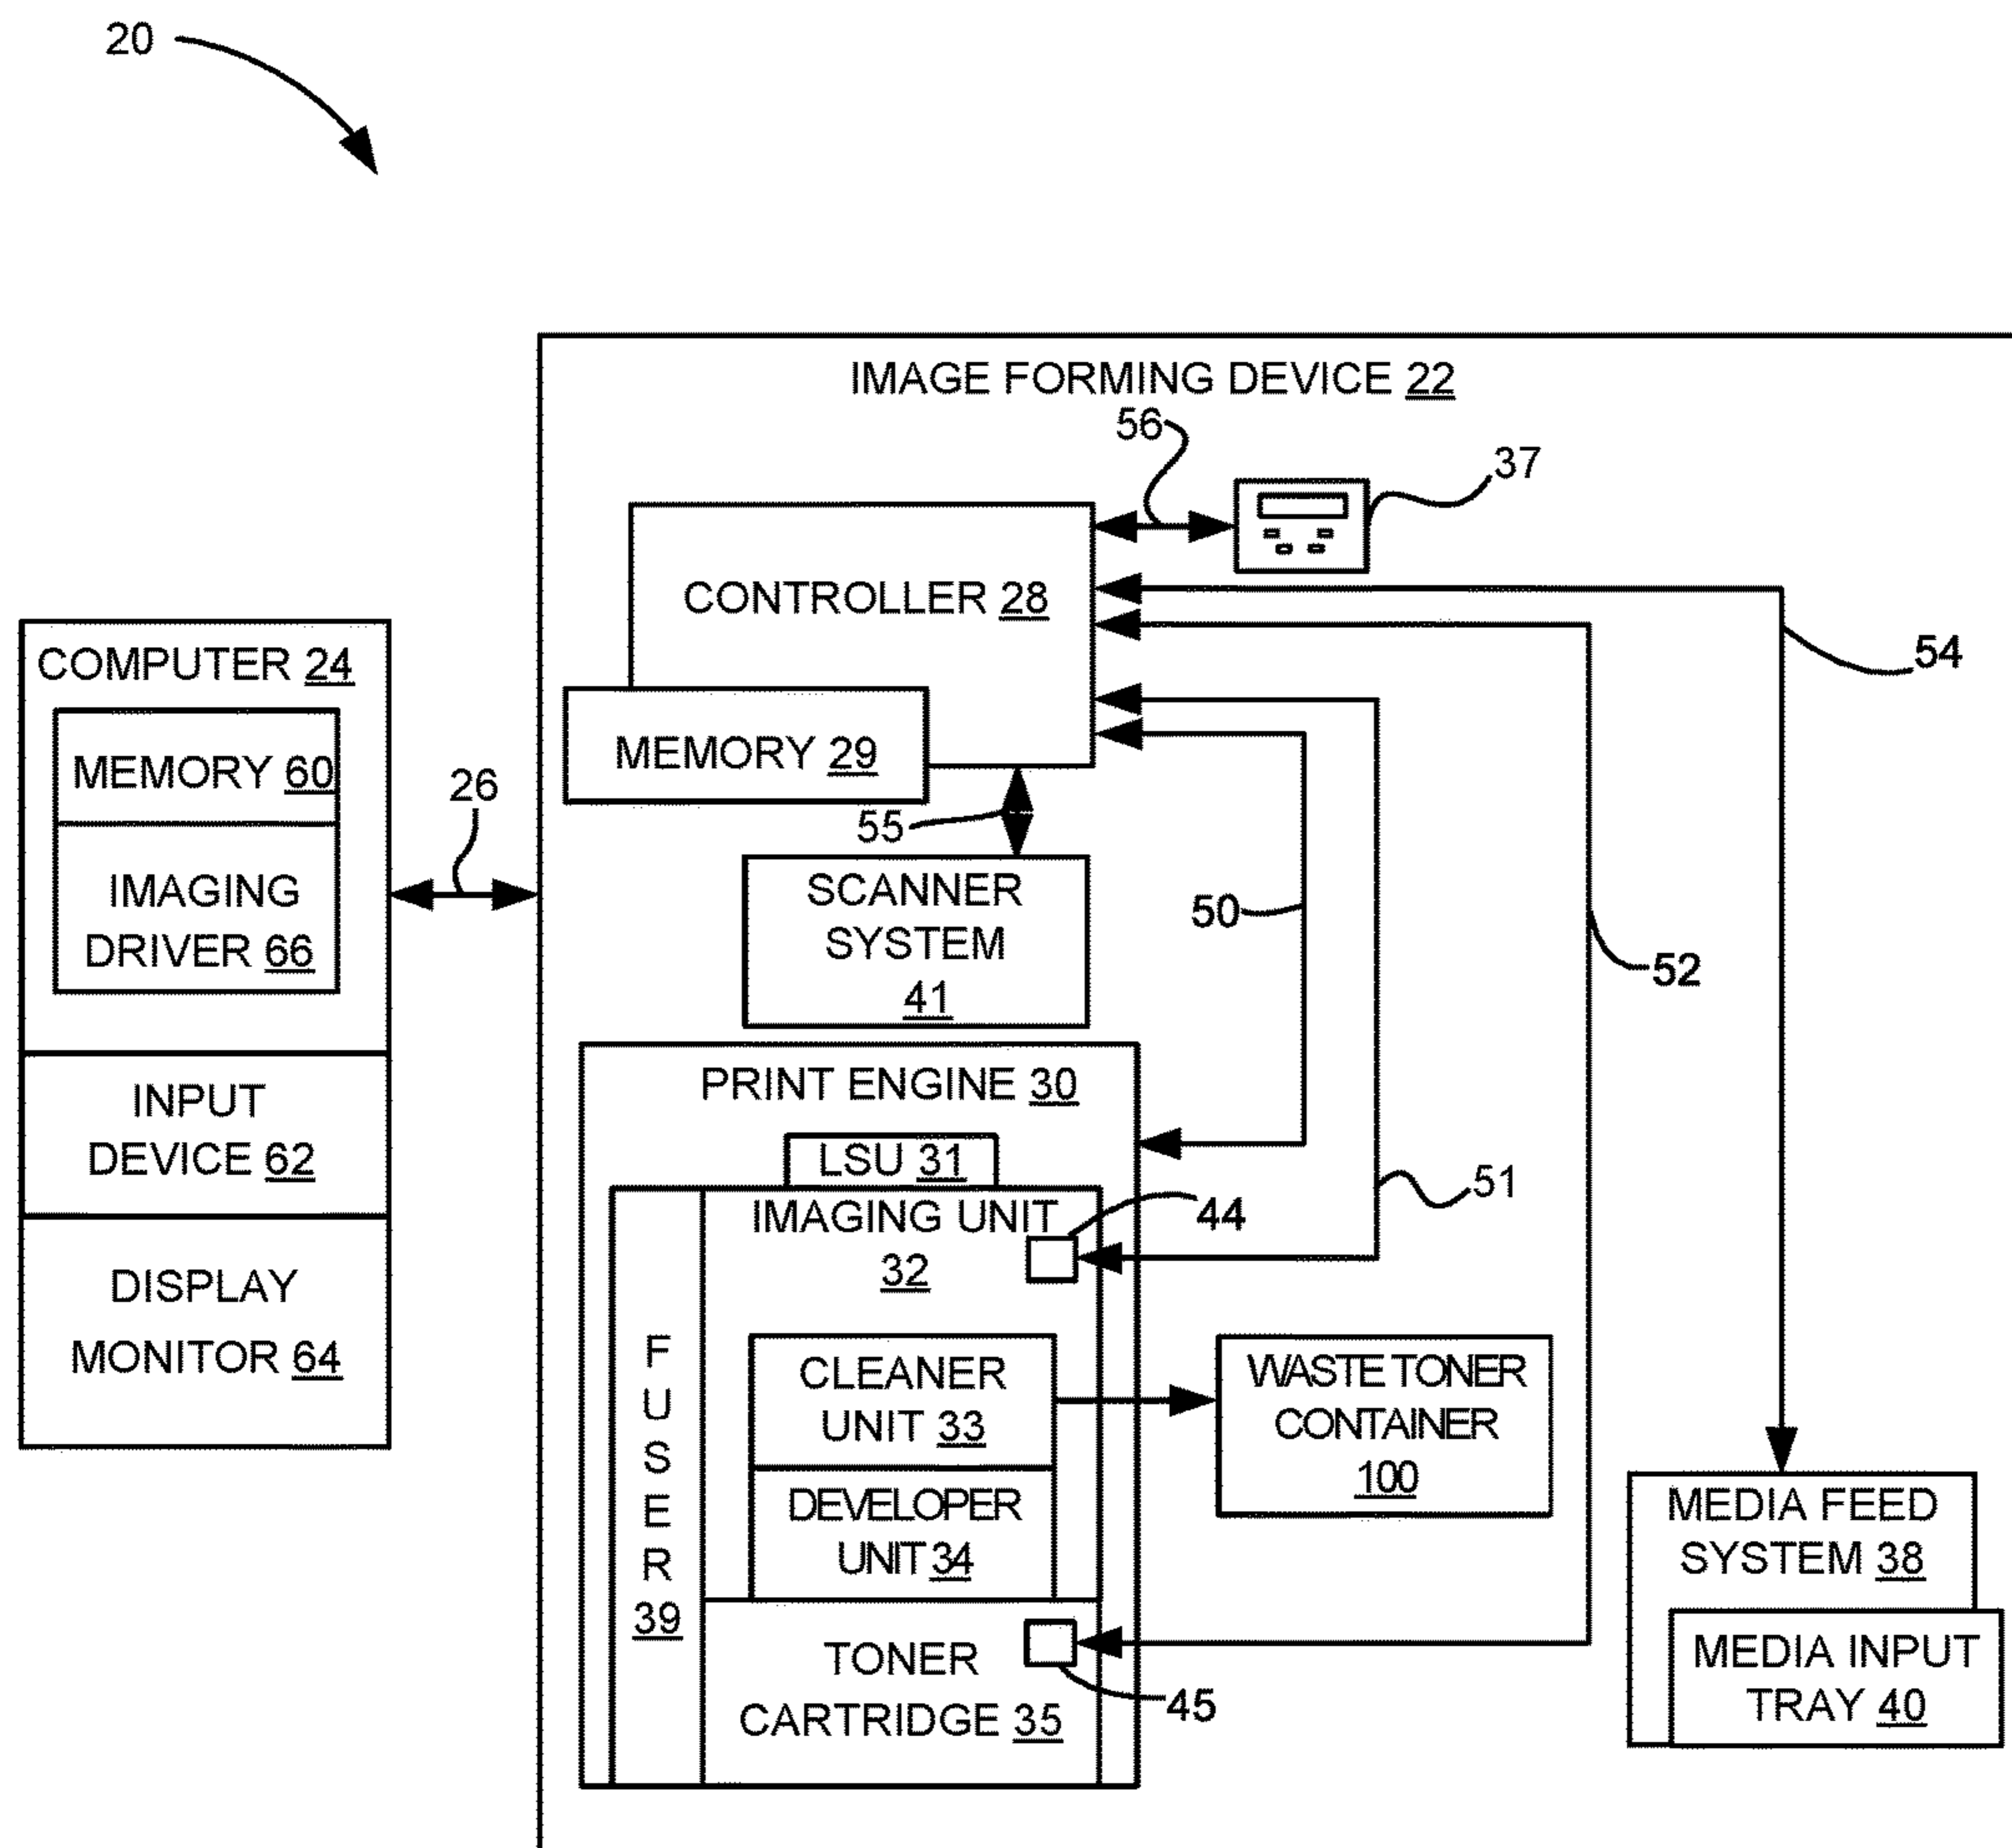 20
IMAGE FORMING DEVICE 22
56
37
CONTROLLER 28
MEMORY 29
54
COMPUTER 24
MEMORY 60
IMAGING
DRIVER 66
26
55
SCANNER
SYSTEM
41
50
52
INPUT
DEVICE 62
DISPLAY
MONITOR 64
PRINT ENGINE 30
LSU 31
IMAGING UNIT
32
44
51
FUSER
39
CLEANER
UNIT 33
WASTE TONER
CONTAINER
100
DEVELOPER
UNIT 34
TONER
CARTRIDGE 35
45
MEDIA FEED
SYSTEM 38
MEDIA INPUT
TRAY 40